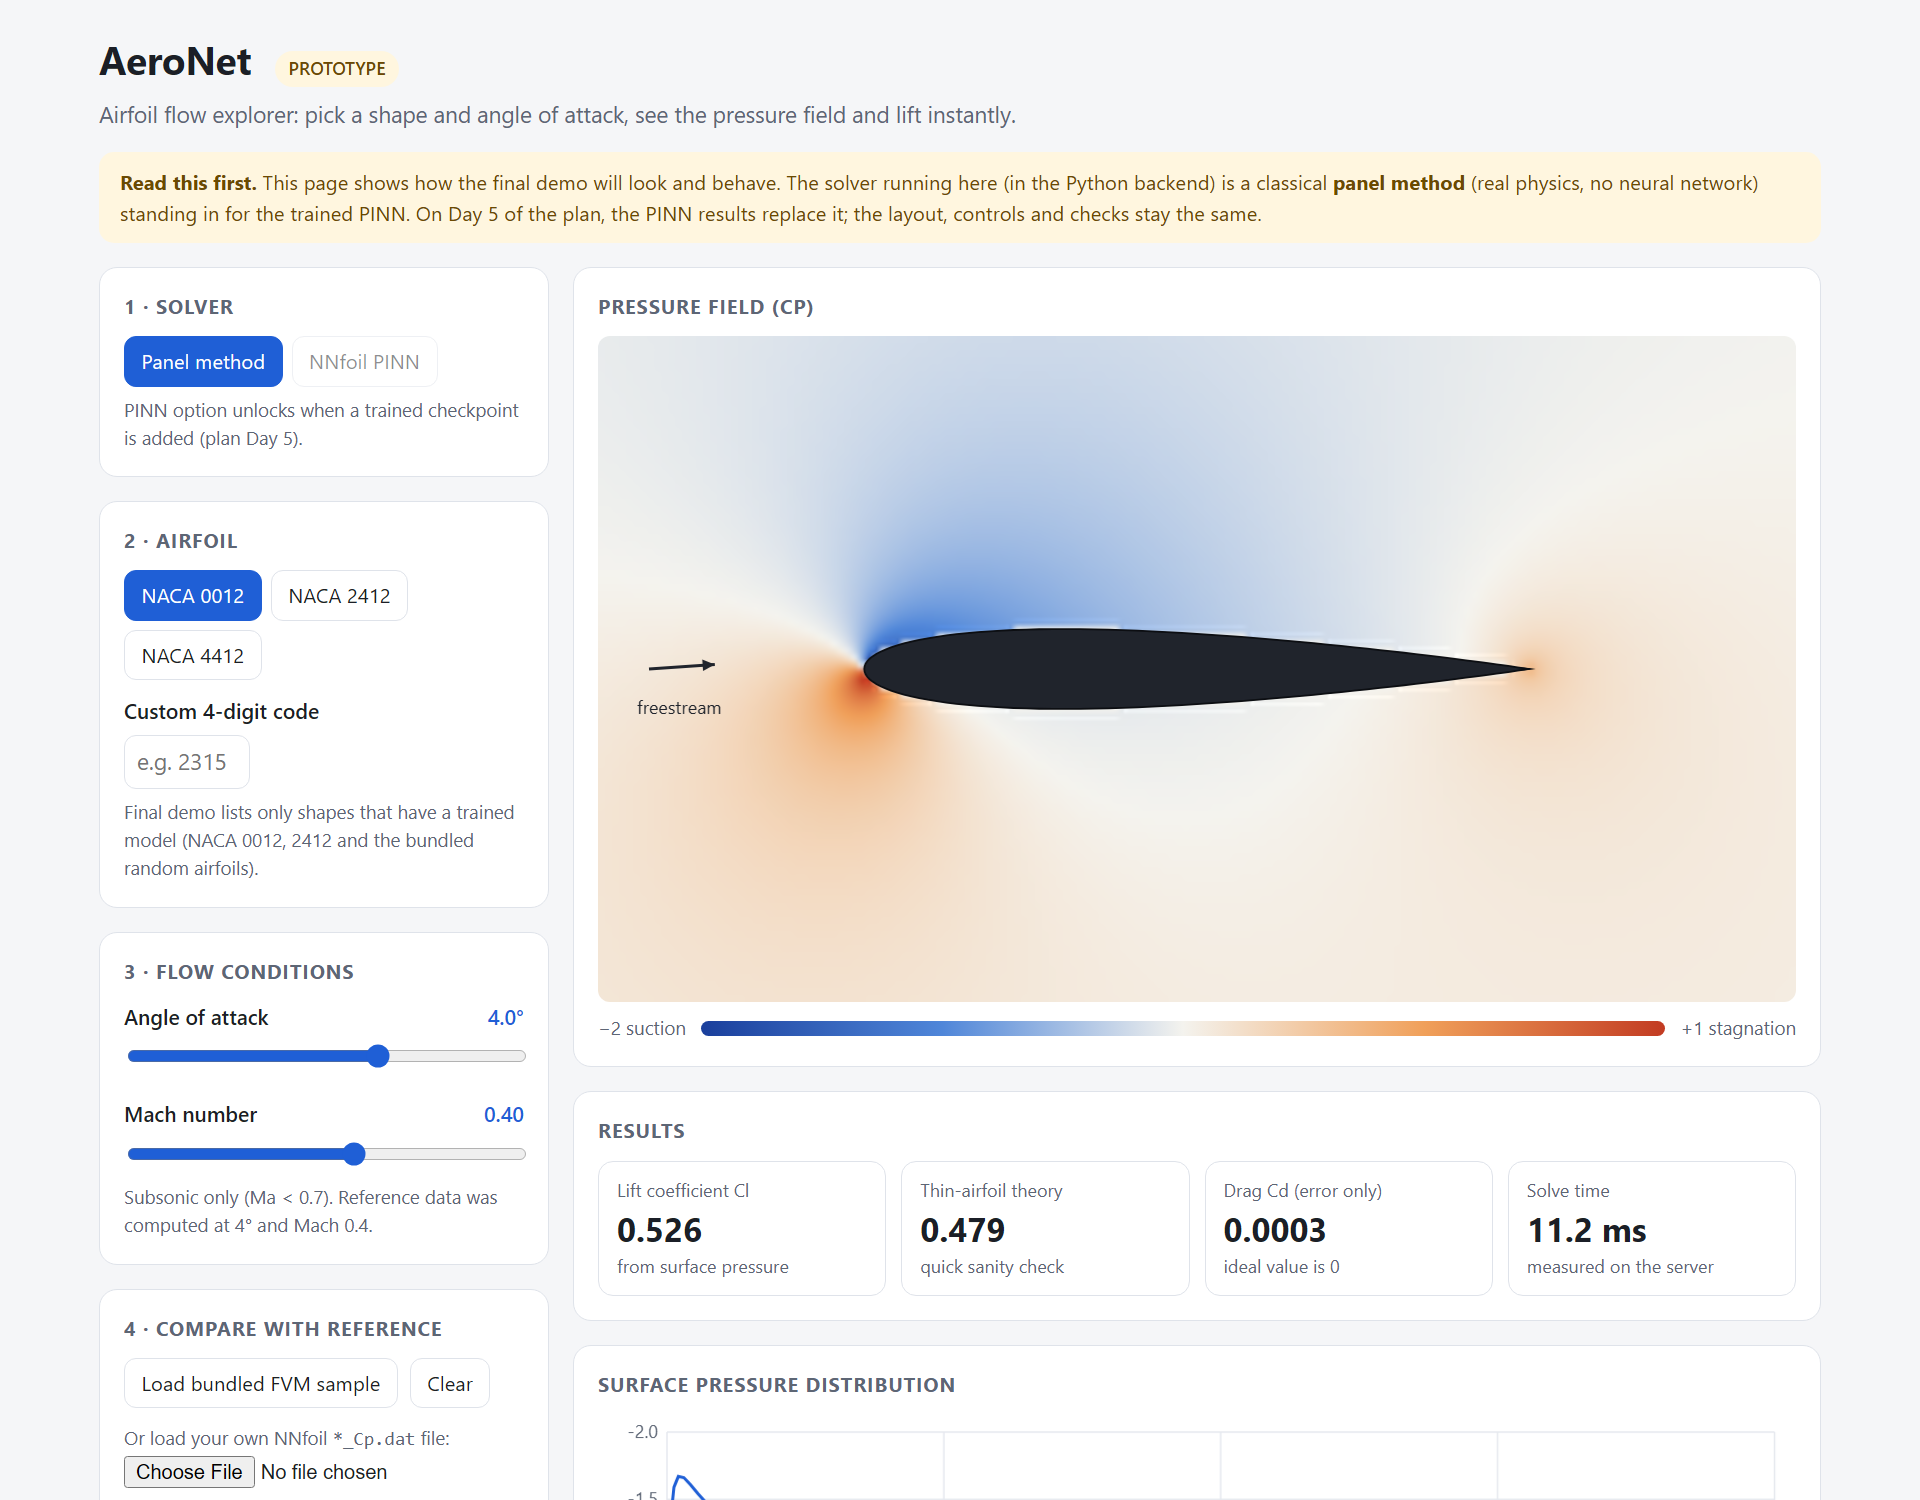 AeroNet PROTOTYPE
Airfoil flow explorer: pick a shape and angle of attack, see the pressure field and lift instantly.
Read this first. This page shows how the final demo will look and behave. The solver running here (in the Python backend) is a classical panel method (real physics, no neural network)
standing in for the trained PINN. On Day 5 of the plan, the PINN results replace it; the layout, controls and checks stay the same.
1 · SOLVER
Panel method NNfoil PINN
PINN option unlocks when a trained checkpoint
is added (plan Day 5).
2 · AIRFOIL
NACA 0012 NACA 2412
NACA 4412
Custom 4-digit code
e.g. 2315
Final demo lists only shapes that have a trained
model (NACA 0012, 2412 and the bundled
random airfoils).
3 · FLOW CONDITIONS
Angle of attack 4.0°
Mach number 0.40
Subsonic only (Ma < 0.7). Reference data was
computed at 4° and Mach 0.4.
4 · COMPARE WITH REFERENCE
Load bundled FVM sample Clear
Or load your own NNfoil *_Cp.dat file:
Choose File No file chosen
PRESSURE FIELD (CP)
freestream
−2 suction +1 stagnation
RESULTS
Lift coefficient Cl
0.526
from surface pressure
Thin-airfoil theory
0.479
quick sanity check
Drag Cd (error only)
0.0003
ideal value is 0
Solve time
11.2 ms
measured on the server
SURFACE PRESSURE DISTRIBUTION
-2.0
-1.5